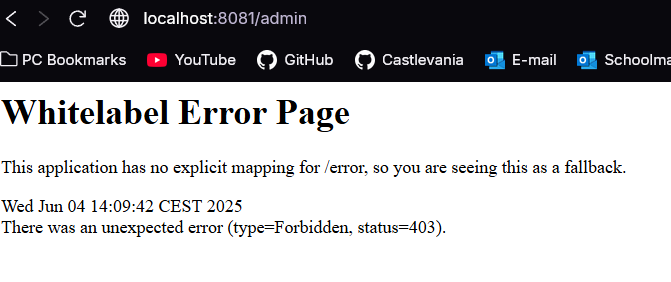 localhost:8081/admin
PC Bookmarks YouTube GitHub Castlevania E-mail Schoolma
Whitelabel Error Page
This application has no explicit mapping for /error, so you are seeing this as a fallback.
Wed Jun 04 14:09:42 CEST 2025
There was an unexpected error (type=Forbidden, status=403).